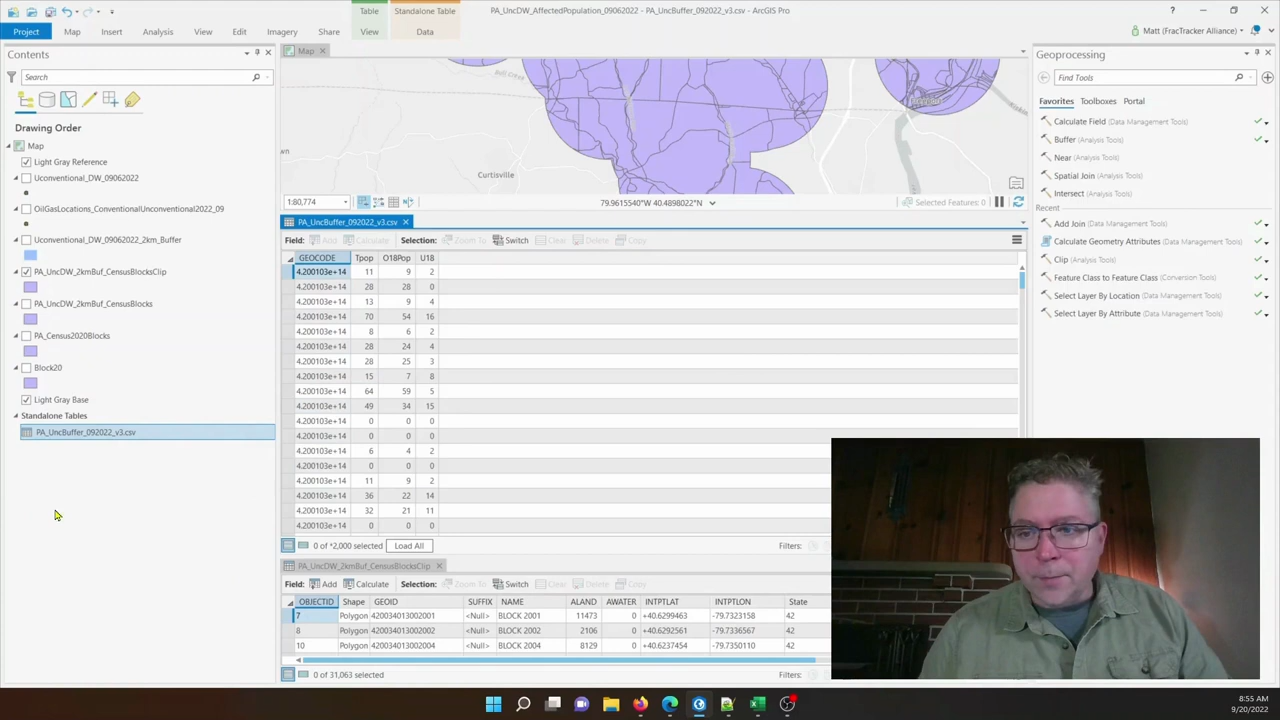 Table
Standalone Table
PA_UncDW_AffectedPopulation_09062022 - PA_UncBuffer_092022_v3.csv - ArcGIS Pro
Project Map Insert Analysis View Edit Imagery Share View Data
Matt (FracTracker Alliance)
Contents
Search
Drawing Order
Map
Light Gray Reference
Uconventional_DW_09062022
OilGasLocations_ConventionalUnconventional2022_09
Unconventional_DW_09062022_2km_Buffer
PA_UncDW_2kmBuf_CensusBlocksClip
PA_UncDW_2kmBuf_CensusBlocks
PA_Census2020Blocks
Block20
Light Gray Base
Standalone Tables
PA_UncBuffer_092022_v3.csv
Map
Curtisville
1:80,774
79.9615540°W 40.4898022°N
Selected Features: 0
PA_UncBuffer_092022_v3.csv
Field: Add Calculate Selection: Zoom To Switch Clear Delete Copy
GEOCODE Tpop O18Pop U18
4.200103e+14 11 9 2
4.200103e+14 28 28 0
4.200103e+14 13 9 4
4.200103e+14 70 54 16
4.200103e+14 8 6 2
4.200103e+14 28 24 4
4.200103e+14 28 25 3
4.200103e+14 15 7 8
4.200103e+14 64 59 5
4.200103e+14 49 34 15
4.200103e+14 0 0 0
4.200103e+14 0 0 0
4.200103e+14 6 4 2
4.200103e+14 0 0 0
4.200103e+14 11 9 2
4.200103e+14 36 22 14
4.200103e+14 32 21 11
4.200103e+14 0 0 0
0 of *2,000 selected Load All Filters:
PA_UncDW_2kmBuf_CensusBlocksClip
Field: Add Calculate Selection: Zoom To Switch Clear Delete Copy
OBJECTID Shape GEOID SUFFIX NAME ALAND AWATER INTPTLAT INTPTLON State
7 Polygon 420034013002001 <Null> BLOCK 2001 11473 0 +40.6299463 -79.7323158 42
8 Polygon 420034013002002 <Null> BLOCK 2002 2106 0 +40.6292561 -79.7336567 42
10 Polygon 420034013002004 <Null> BLOCK 2004 8129 0 +40.6237454 -79.7350110 42
0 of 31,063 selected Filters:
Geoprocessing
Find Tools
Favorites Toolboxes Portal
Calculate Field (Data Management Tools)
Buffer (Analysis Tools)
Near (Analysis Tools)
Spatial Join (Analysis Tools)
Intersect (Analysis Tools)
Recent
Add Join (Data Management Tools)
Calculate Geometry Attributes (Data Management Tools)
Clip (Analysis Tools)
Feature Class to Feature Class (Conversion Tools)
Select Layer By Location (Data Management Tools)
Select Layer By Attribute (Data Management Tools)
8:55 AM
9/20/2022